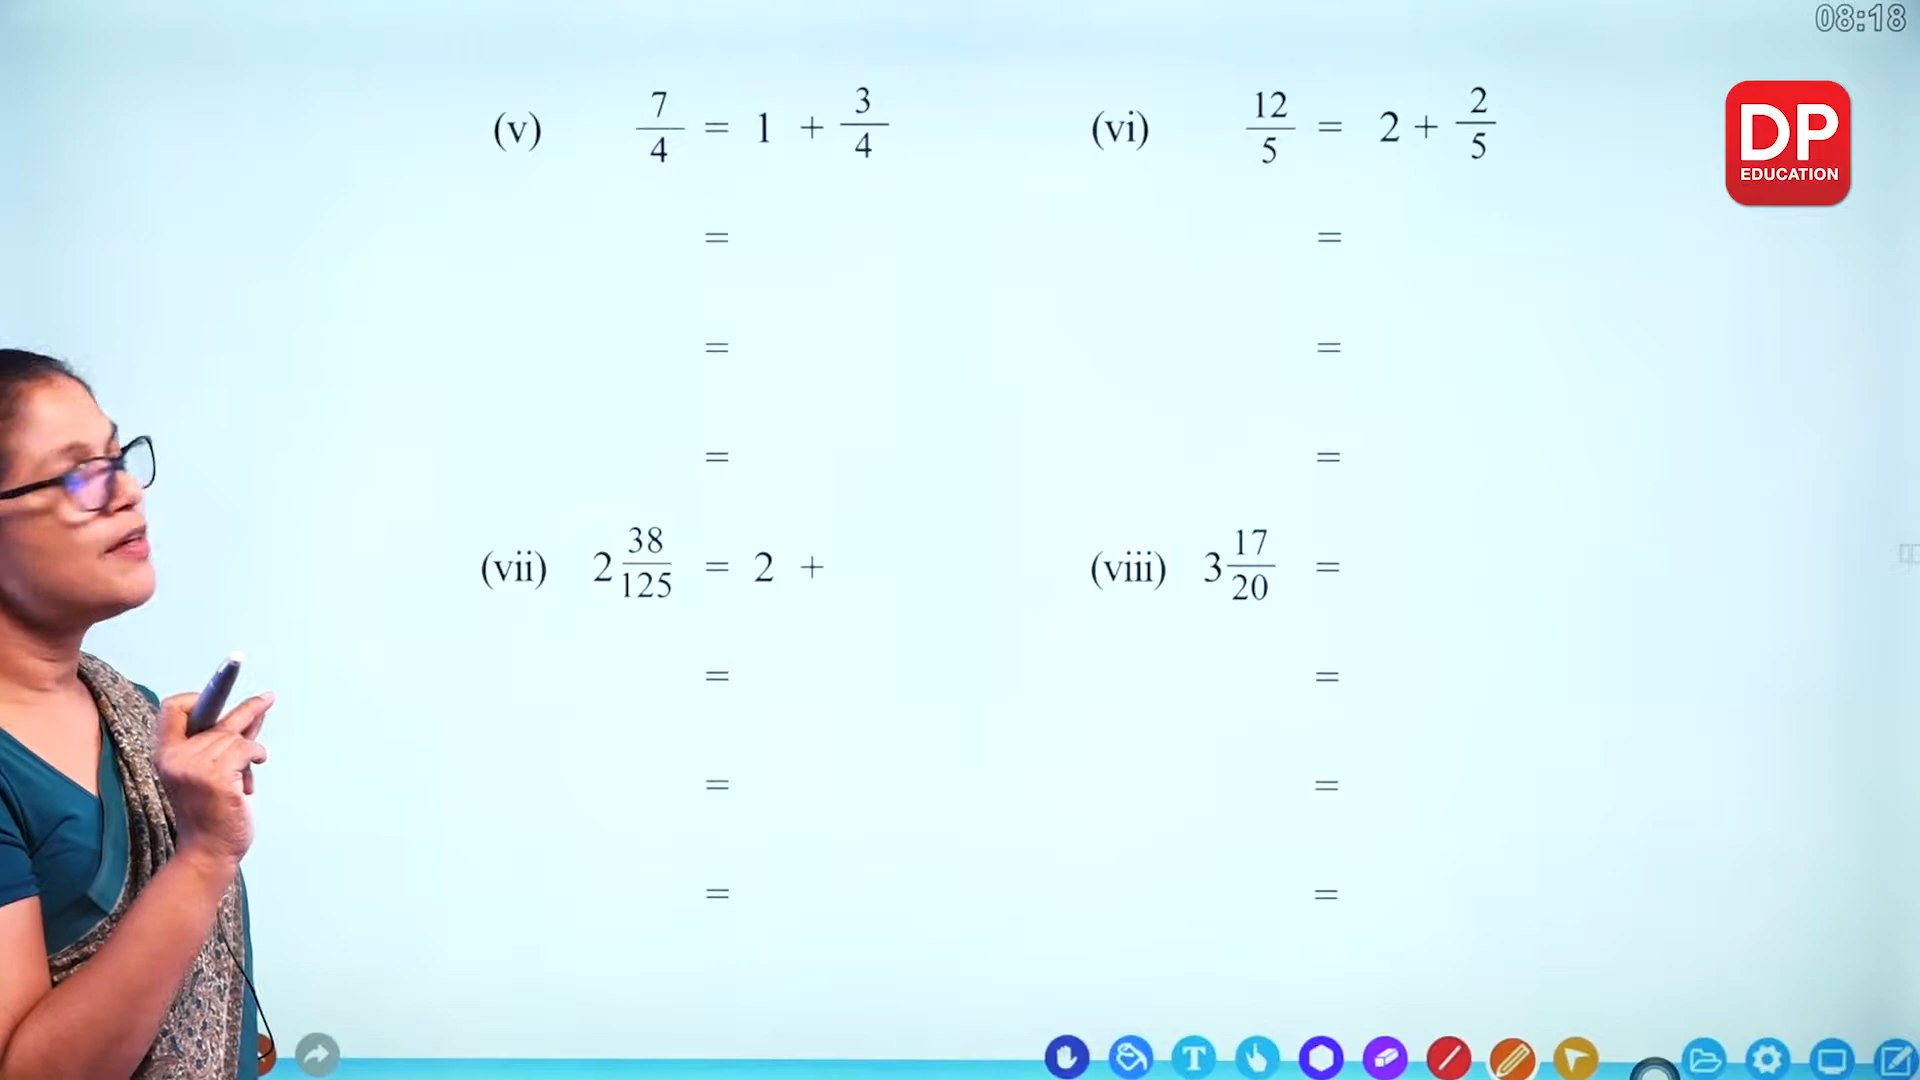 08:18
DP
EDUCATION
(v) 7/4 = 1 + 3/4
=
=
=
(vi) 12/5 = 2 + 2/5
=
=
=
(vii) 2 38/125 = 2 +
=
=
=
(viii) 3 17/20 =
=
=
=
T